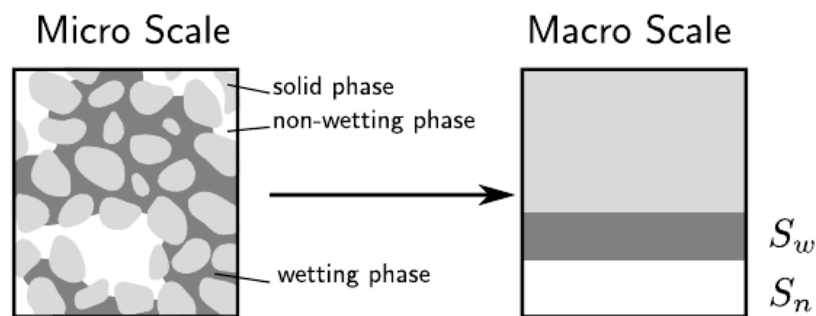 Micro Scale
Macro Scale
solid phase
non-wetting phase
wetting phase
S_w
S_n